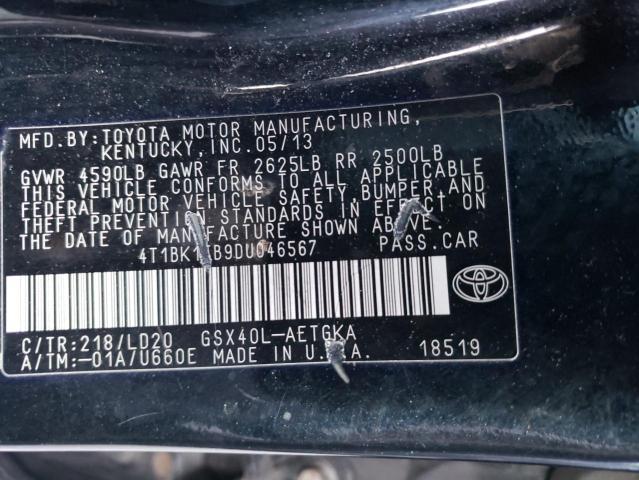 MFD. BY: TOYOTA MOTOR MANUFACTURING,
KENTUCKY, INC. 05/13
GVWR 4590LB GAWR FR 2625LB RR 2500LB
THIS VEHICLE CONFORMS TO ALL APPLICABLE
FEDERAL MOTOR VEHICLE SAFETY, BUMPER, AND
THEFT PREVENTION STANDARDS IN EFFECT ON
THE DATE OF MANUFACTURE SHOWN ABOVE.
PASS. CAR
C/TR: 218/LD20 GSX40L-AETGKA
A/TM: -01A/U660E MADE IN U.S.A. 18519
TOYOTA